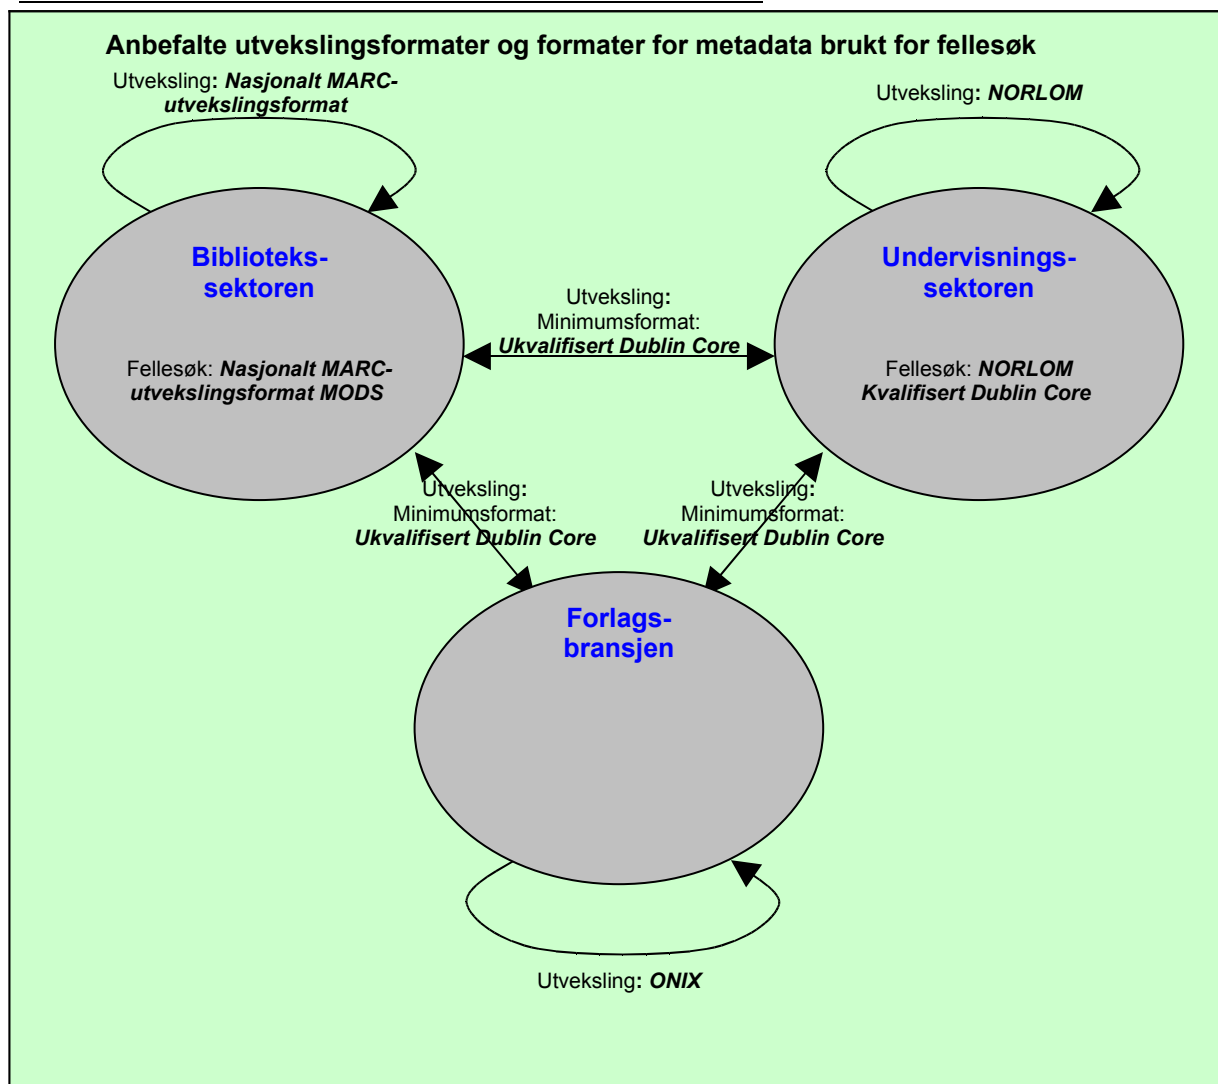 Anbefalte utvekslingsformater og formater for metadata brukt for fellesøk
Utveksling: Nasjonalt MARC-
utvekslingsformat
Utveksling: NORLOM
Biblioteks-
sektoren
Fellesøk: Nasjonalt MARC-
utvekslingsformat MODS
Utveksling:
Minimumsformat:
Ukvalifisert Dublin Core
Undervisnings-
sektoren
Fellesøk: NORLOM
Kvalifisert Dublin Core
Utveksling:
Minimumsformat:
Ukvalifisert Dublin Core
Utveksling:
Minimumsformat:
Ukvalifisert Dublin Core
Forlags-
bransjen
Utveksling: ONIX